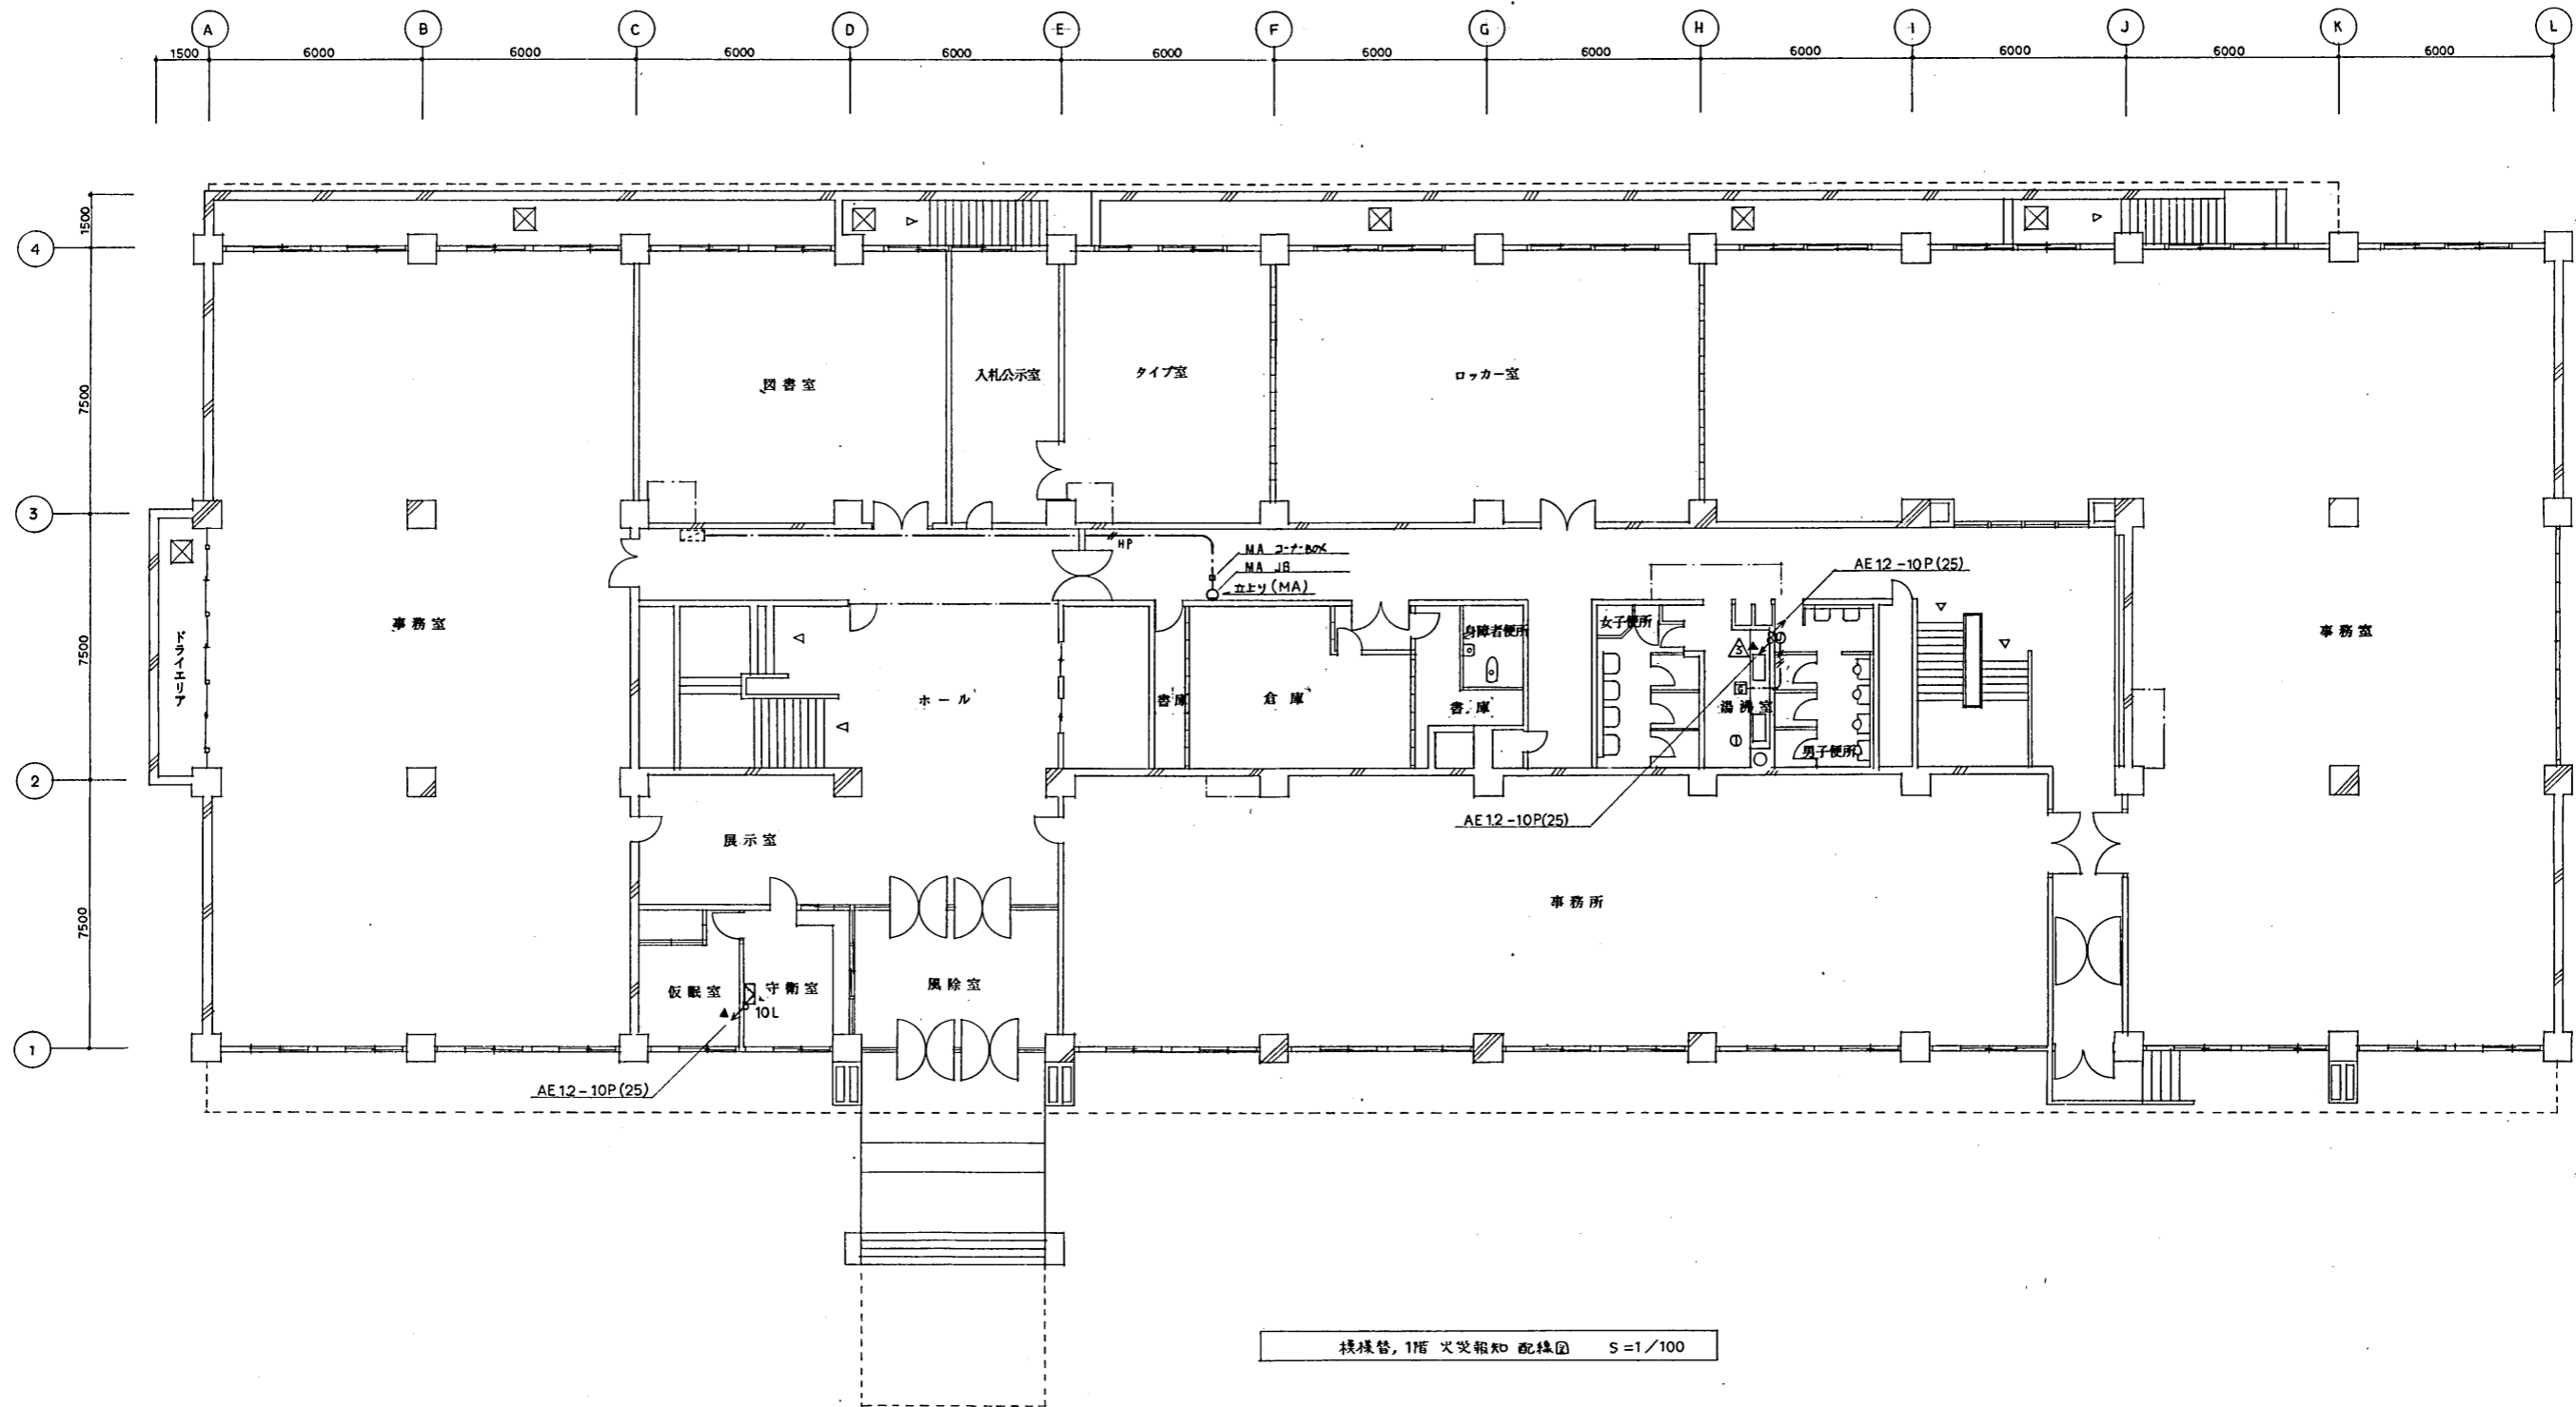 A B C D E F G H I J K L
1500 6000 6000 6000 6000 6000 6000 6000 6000 6000 6000 6000
1500
4
7500
図書室
入札公示室
タイプ室
ロッカー室
3
HP
MA コーナーBOX
MA JB
立上り(MA)
AE1.2-10P(25)
ドライエリア
事務室
7500
ホール
書庫
倉庫
身障者便所
書庫
女子便所
3
湯沸室
男子便所
事務室
2
AE1.2-10P(25)
展示室
事務所
7500
仮眠室
守衛室
10L
風除室
1
AE1.2-10P(25)
模様替, 1階 火災報知 配線図 S=1/100